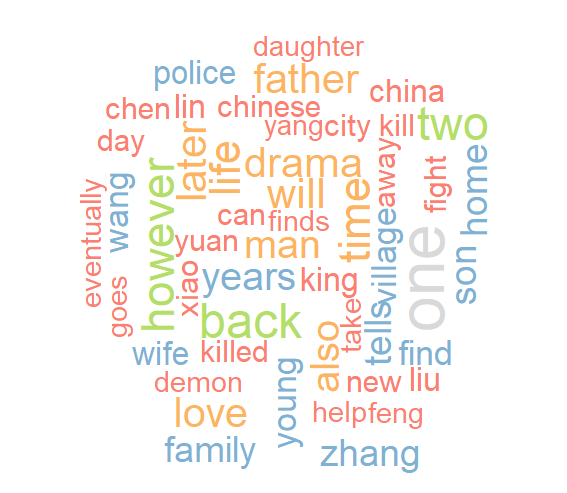 daughter
police
father
china
chen
lin
chinese
yang
city
kill
two
day
later
life
drama
away
fight
home
eventually
wang
however
will
can
finds
time
village
one
son
yuan
man
xiao
years
king
goes
back
also
take
tells
find
wife
killed
demon
young
new
liu
love
help
feng
family
zhang